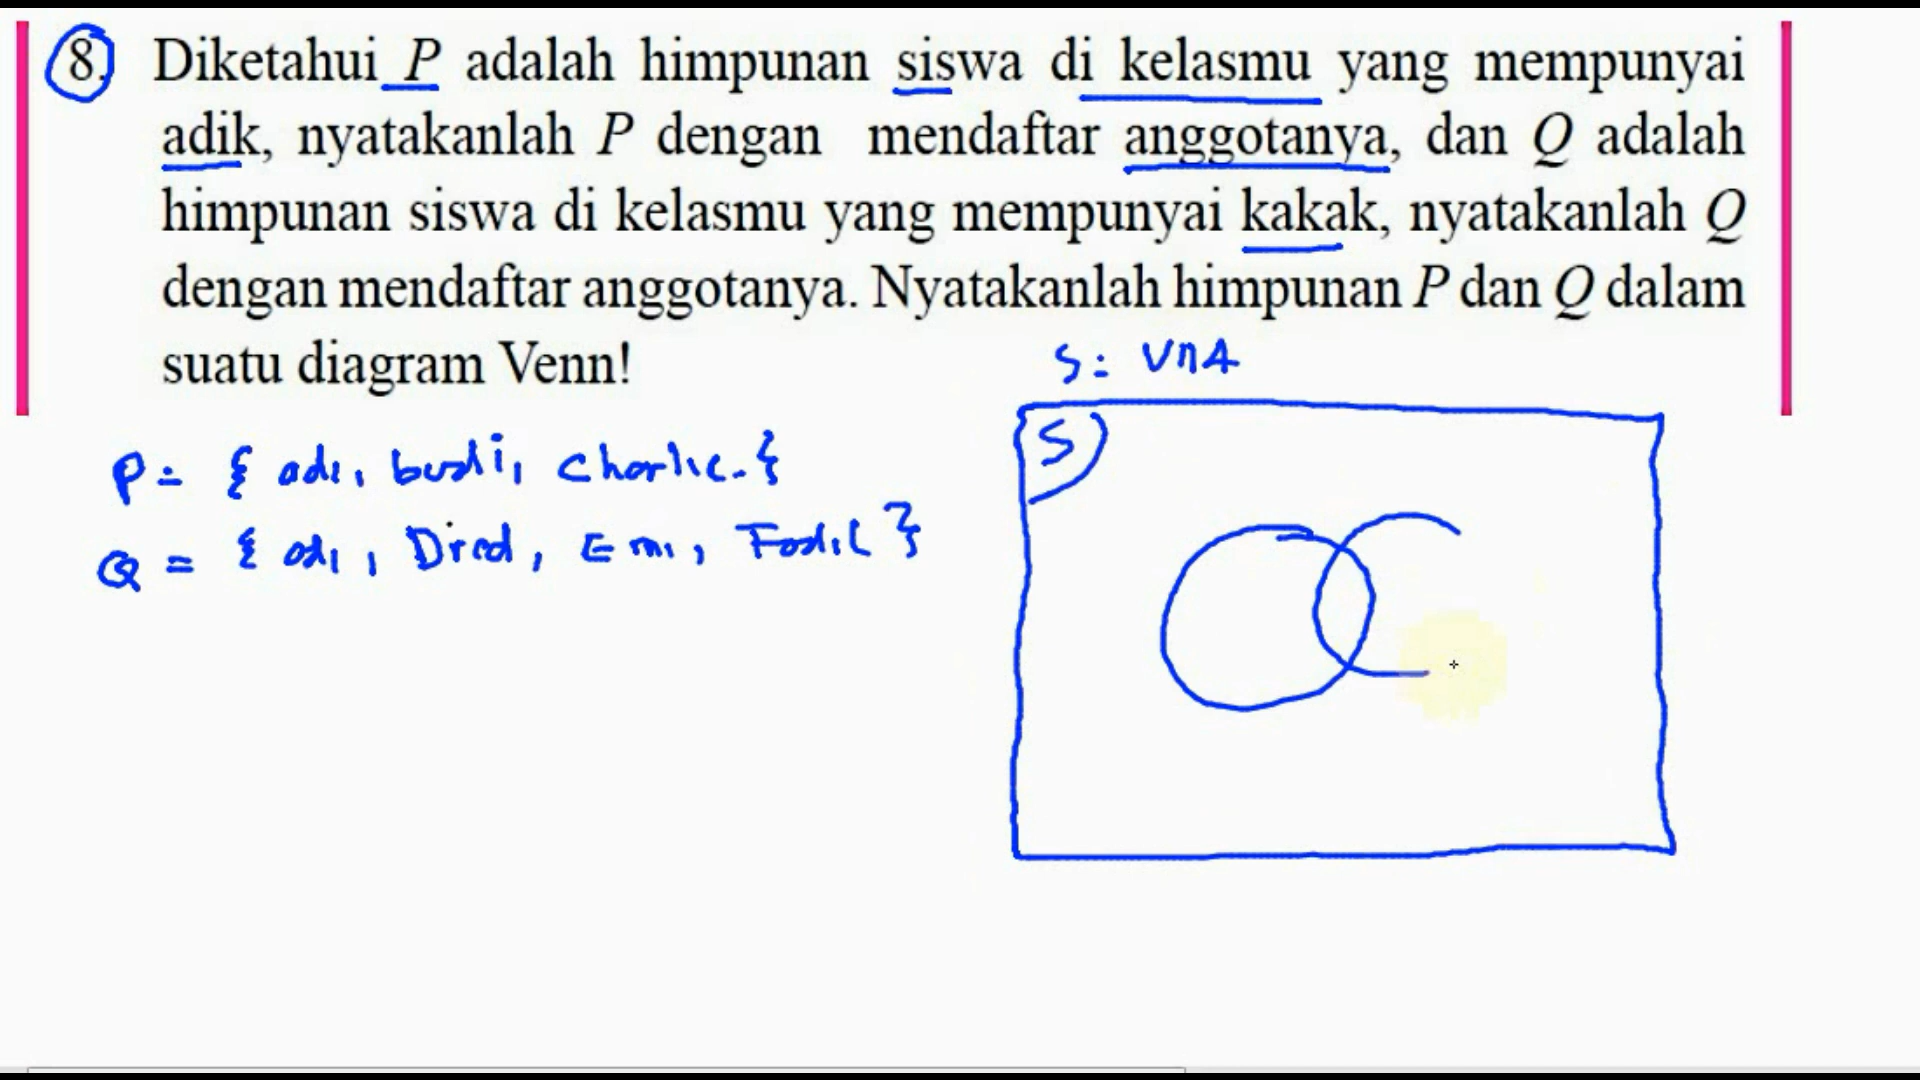 8. Diketahui P adalah himpunan siswa di kelasmu yang mempunyai
adik, nyatakanlah P dengan mendaftar anggotanya, dan Q adalah
himpunan siswa di kelasmu yang mempunyai kakak, nyatakanlah Q
dengan mendaftar anggotanya. Nyatakanlah himpunan P dan Q dalam
suatu diagram Venn!
S: VIIA
S
P = { adi, budi, charlie. }
Q = { adi, Dred, Emi, Fadil }